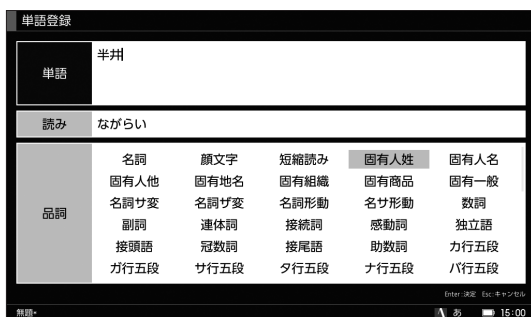 単語登録
単語 半井
読み ながらい
品詞
名詞 顔文字 短縮読み 固有人姓 固有人名
固有人他 固有地名 固有組織 固有商品 固有一般
名詞サ変 名詞ザ変 名詞形動 名サ形動 数詞
副詞 連体詞 接続詞 感動詞 独立語
接頭語 冠数詞 接尾語 助数詞 カ行五段
ガ行五段 サ行五段 タ行五段 ナ行五段 バ行五段
Enter:決定 Esc:キャンセル
無題* A あ 15:00